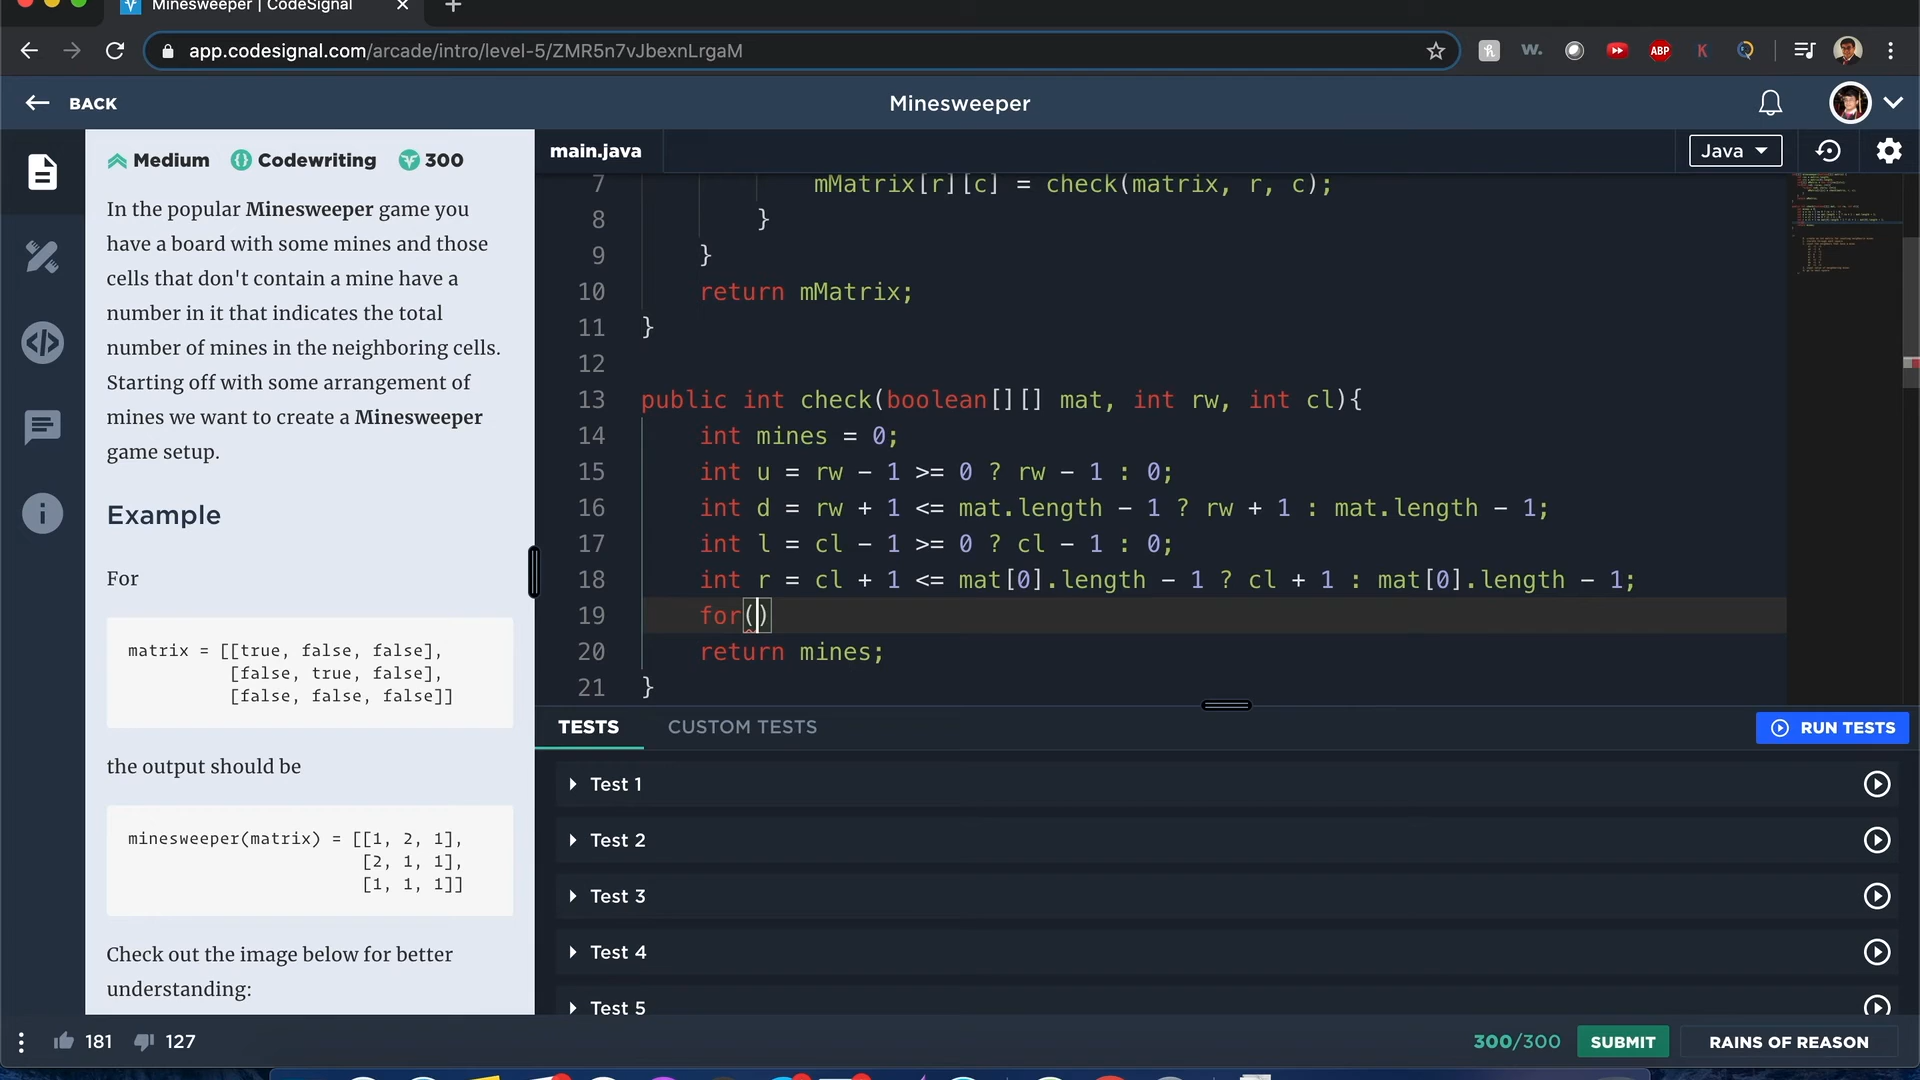 Minesweeper | CodeSignal
app.codesignal.com/arcade/intro/level-5/ZMR5n7vJbexnLrgaM
W.
ABP
K
BACK
Minesweeper
Medium
Codewriting
300
In the popular Minesweeper game you
have a board with some mines and those
cells that don't contain a mine have a
number in it that indicates the total
number of mines in the neighboring cells.
Starting off with some arrangement of
mines we want to create a Minesweeper
game setup.
Example
For
matrix = [[true, false, false],
[false, true, false],
[false, false, false]]
the output should be
minesweeper(matrix) = [[1, 2, 1],
[2, 1, 1],
[1, 1, 1]]
Check out the image below for better
understanding:
main.java
Java
7 mMatrix[r][c] = check(matrix, r, c);
8 }
9 }
10 return mMatrix;
11 }
12
13 public int check(boolean[][] mat, int rw, int cl){
14 int mines = 0;
15 int u = rw - 1 >= 0 ? rw - 1 : 0;
16 int d = rw + 1 <= mat.length - 1 ? rw + 1 : mat.length - 1;
17 int l = cl - 1 >= 0 ? cl - 1 : 0;
18 int r = cl + 1 <= mat[0].length - 1 ? cl + 1 : mat[0].length - 1;
19 for()
20 return mines;
21 }
TESTS
CUSTOM TESTS
RUN TESTS
Test 1
Test 2
Test 3
Test 4
Test 5
181
127
300/300
SUBMIT
RAINS OF REASON